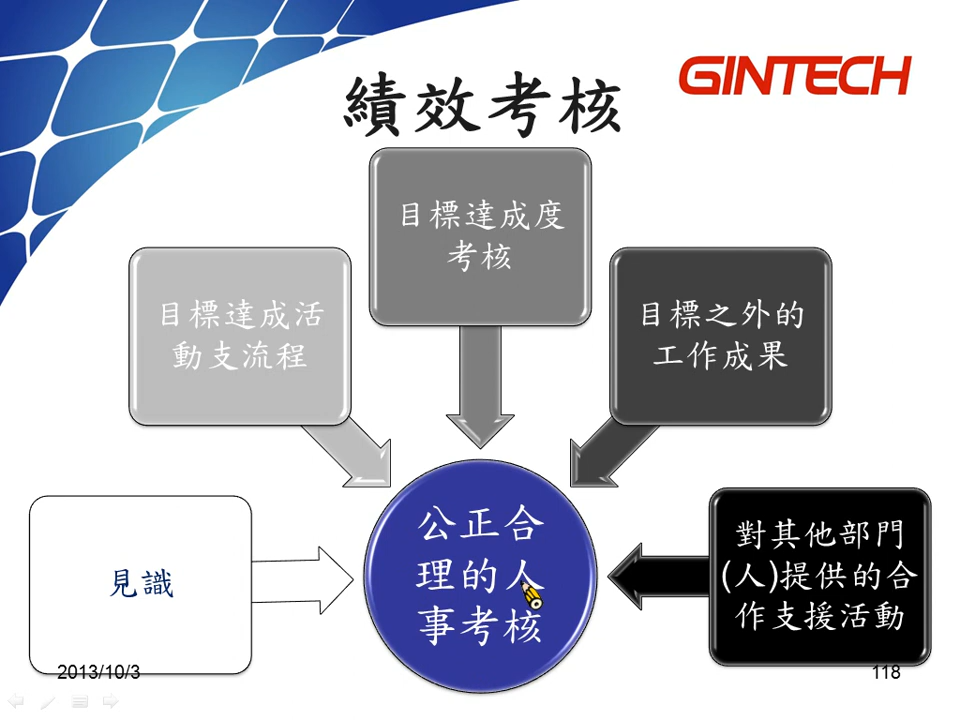 GINTECH
績效考核
目標達成度
考核
目標達成活
動支流程
目標之外的
工作成果
公正合
理的人
事考核
見識
對其他部門
(人)提供的合
作支援活動
2013/10/3
118